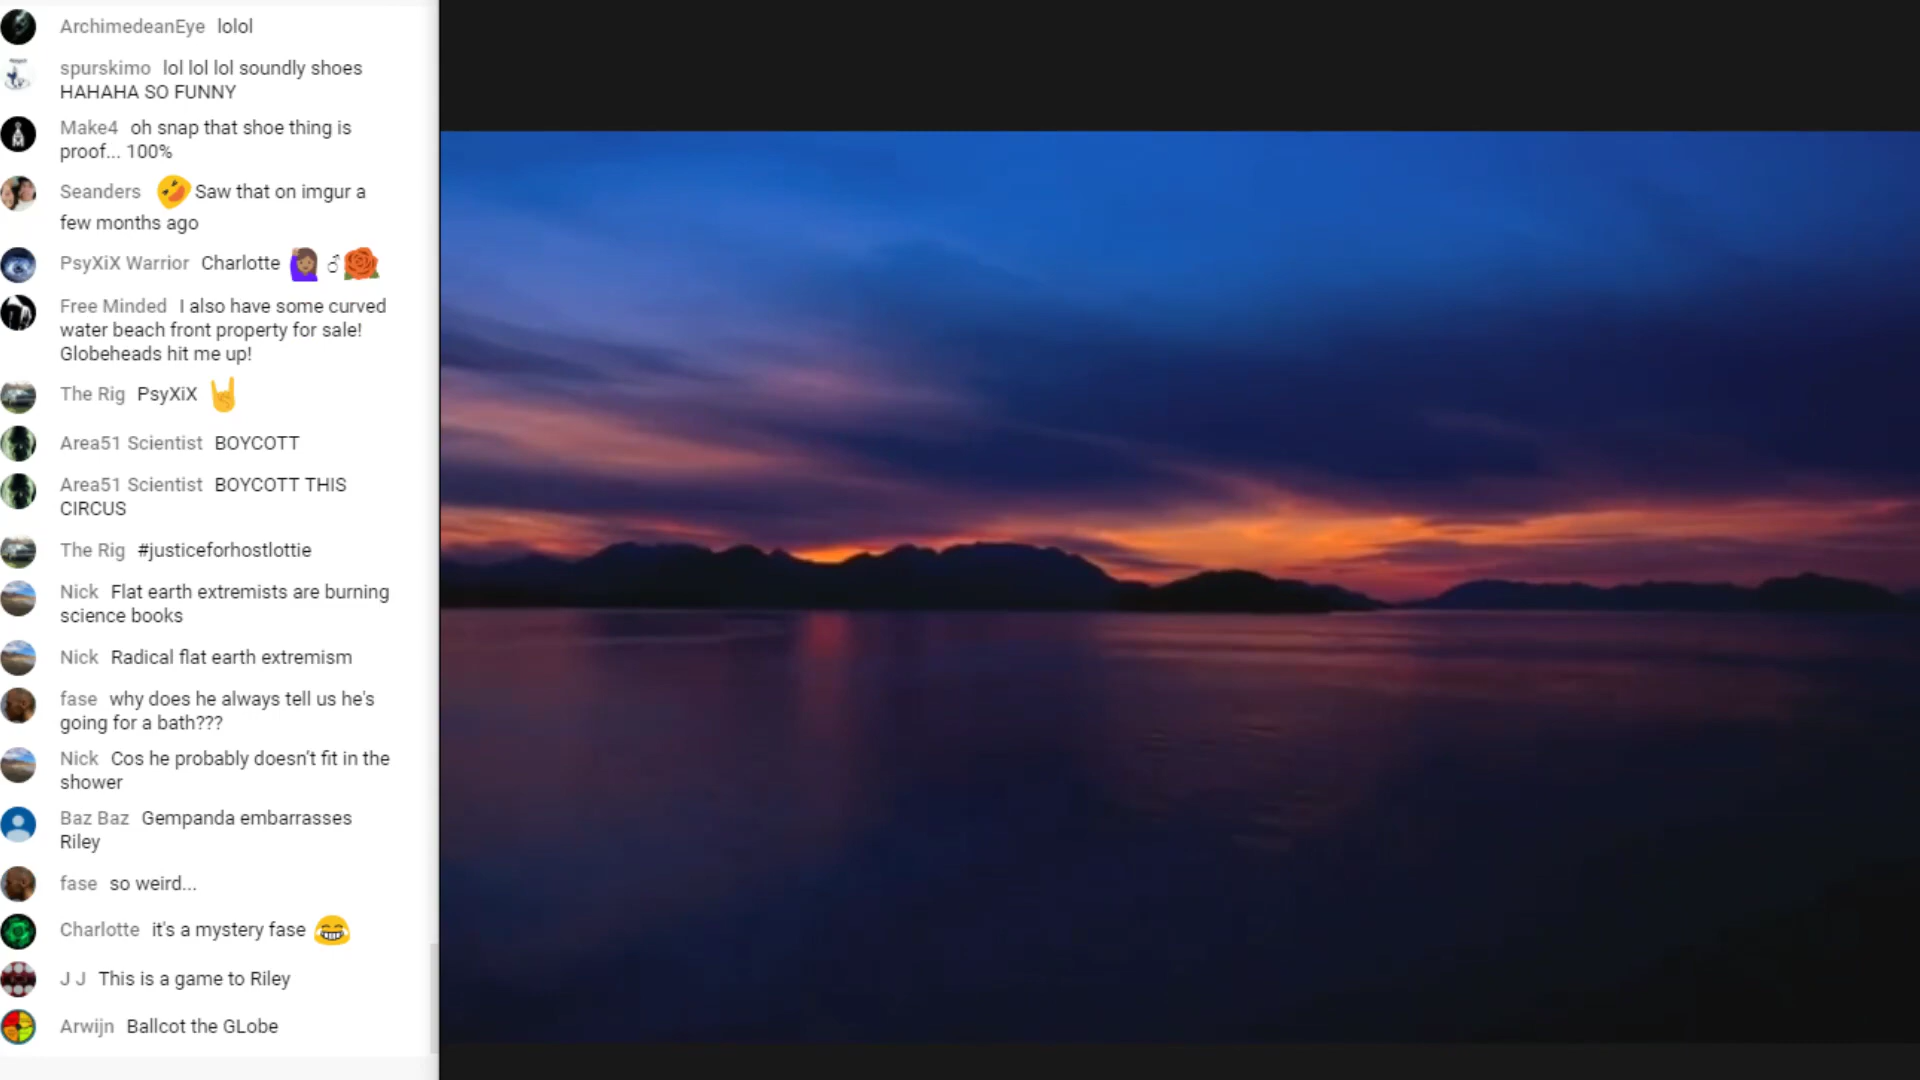 ArchimedeanEye lolol
spurskimo lol lol lol soundly shoes
HAHAHA SO FUNNY
Make4 oh snap that shoe thing is
proof... 100%
Seanders 🤣 Saw that on imgur a
few months ago
PsyXiX Warrior Charlotte 🙋🏽♂🌹
Free Minded I also have some curved
water beach front property for sale!
Globeheads hit me up!
The Rig PsyXiX 🤘
Area51 Scientist BOYCOTT
Area51 Scientist BOYCOTT THIS
CIRCUS
The Rig #justiceforhostlottie
Nick Flat earth extremists are burning
science books
Nick Radical flat earth extremism
fase why does he always tell us he's
going for a bath???
Nick Cos he probably doesn’t fit in the
shower
Baz Baz Gempanda embarrasses
Riley
fase so weird...
Charlotte it's a mystery fase 😂
J J This is a game to Riley
Arwijn Ballcot the GLobe